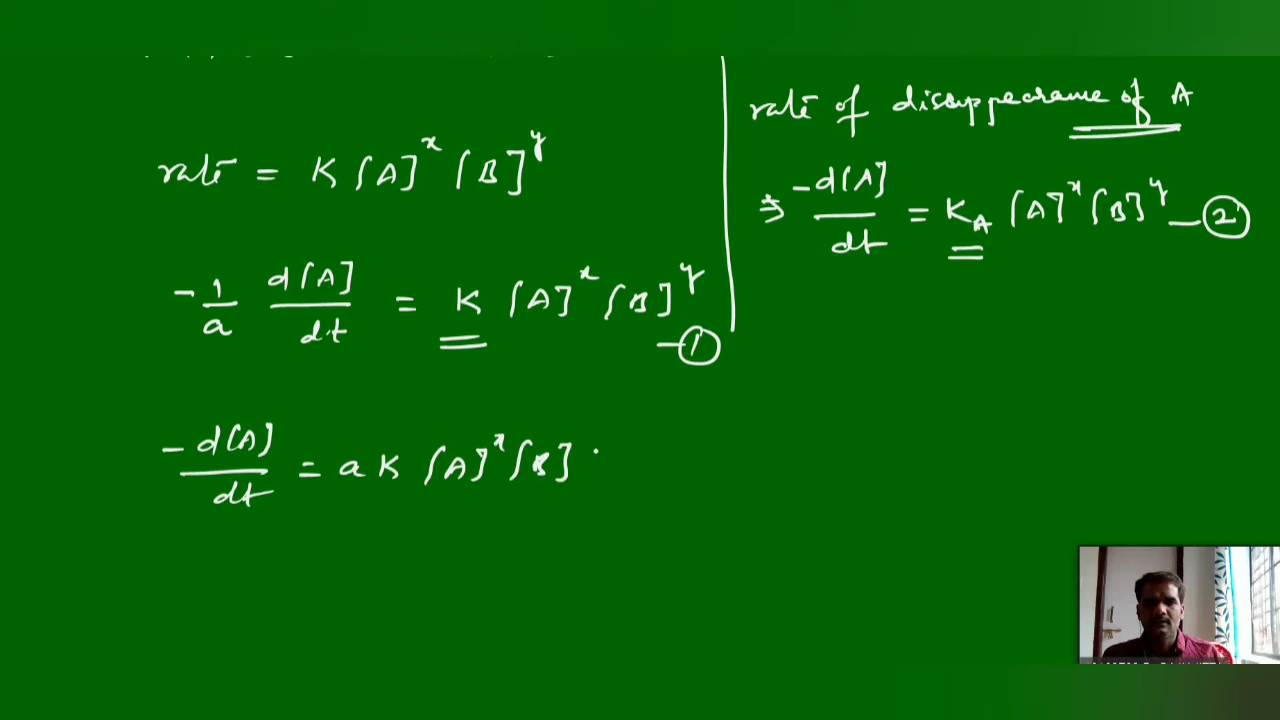 rate = K [A]^x [B]^y
-1/a d[A]/dt = K [A]^x [B]^y -①
-d[A]/dt = a K [A]^x [B]
rate of disappearance of A
⇒ -d[A]/dt = K_A [A]^x [B]^y -②